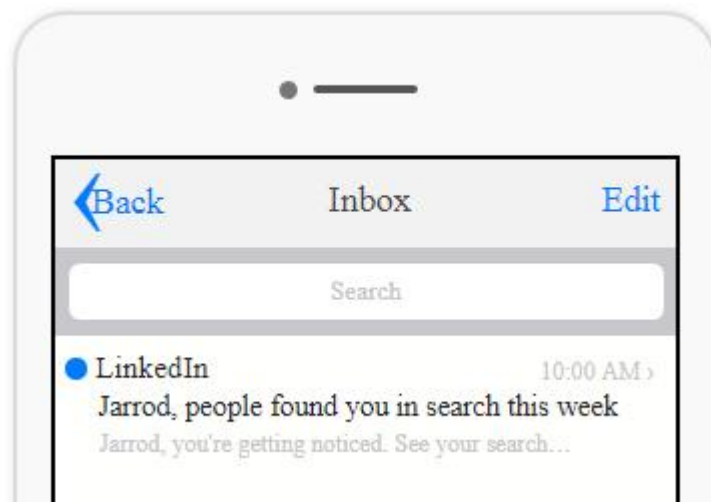 Back Inbox Edit
Search
LinkedIn 10:00 AM ›
Jarrod, people found you in search this week
Jarrod, you're getting noticed. See your search...